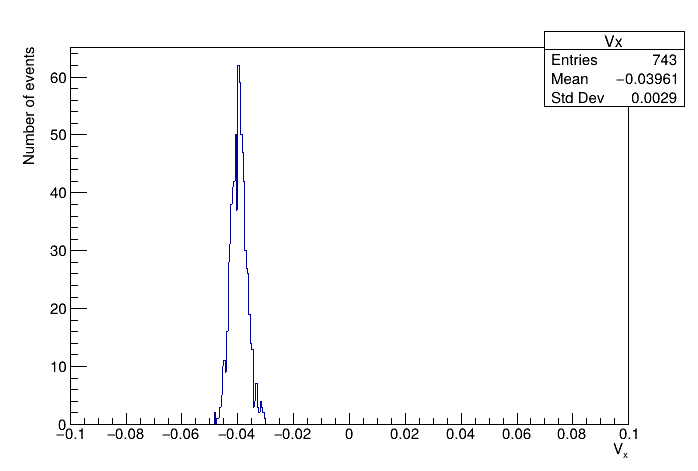 Vx
Entries 743
Mean −0.03961
Std Dev 0.0029
Number of events
60
50
40
30
20
10
0
−0.1 −0.08 −0.06 −0.04 −0.02 0 0.02 0.04 0.06 0.08 0.1
Vx